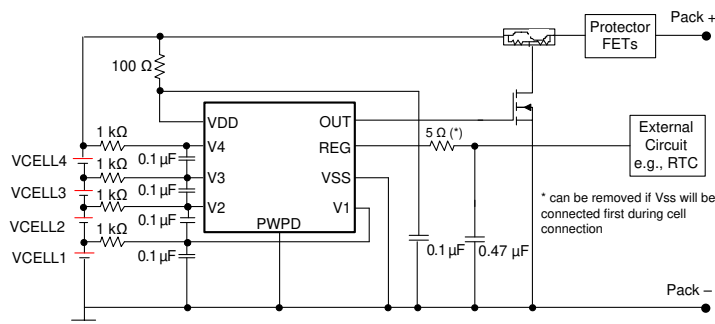 Pack +
Protector
FETs
100 Ω
VDD
OUT
1 kΩ
V4
REG
5 Ω (*)
External
Circuit
e.g., RTC
VCELL4
0.1 µF
1 kΩ
V3
VSS
VCELL3
0.1 µF
1 kΩ
V2
V1
* can be removed if Vss will be
connected first during cell
connection
VCELL2
0.1 µF
1 kΩ
PWPD
VCELL1
0.1 µF
0.1 µF
0.47 µF
Pack –